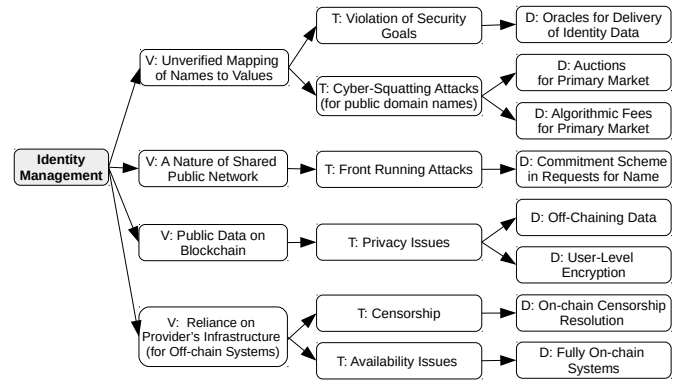 T: Violation of Security
Goals
D: Oracles for Delivery
of Identity Data
V: Unverified Mapping
of Names to Values
T: Cyber-Squatting Attacks
(for public domain names)
D: Auctions
for Primary Market
D: Algorithmic Fees
for Primary Market
Identity
Management
V: A Nature of Shared
Public Network
T: Front Running Attacks
D: Commitment Scheme
in Requests for Name
V: Public Data on
Blockchain
T: Privacy Issues
D: Off-Chaining Data
D: User-Level
Encryption
V: Reliance on
Provider's Infrastructure
(for Off-chain Systems)
T: Censorship
D: On-chain Censorship
Resolution
T: Availability Issues
D: Fully On-chain
Systems